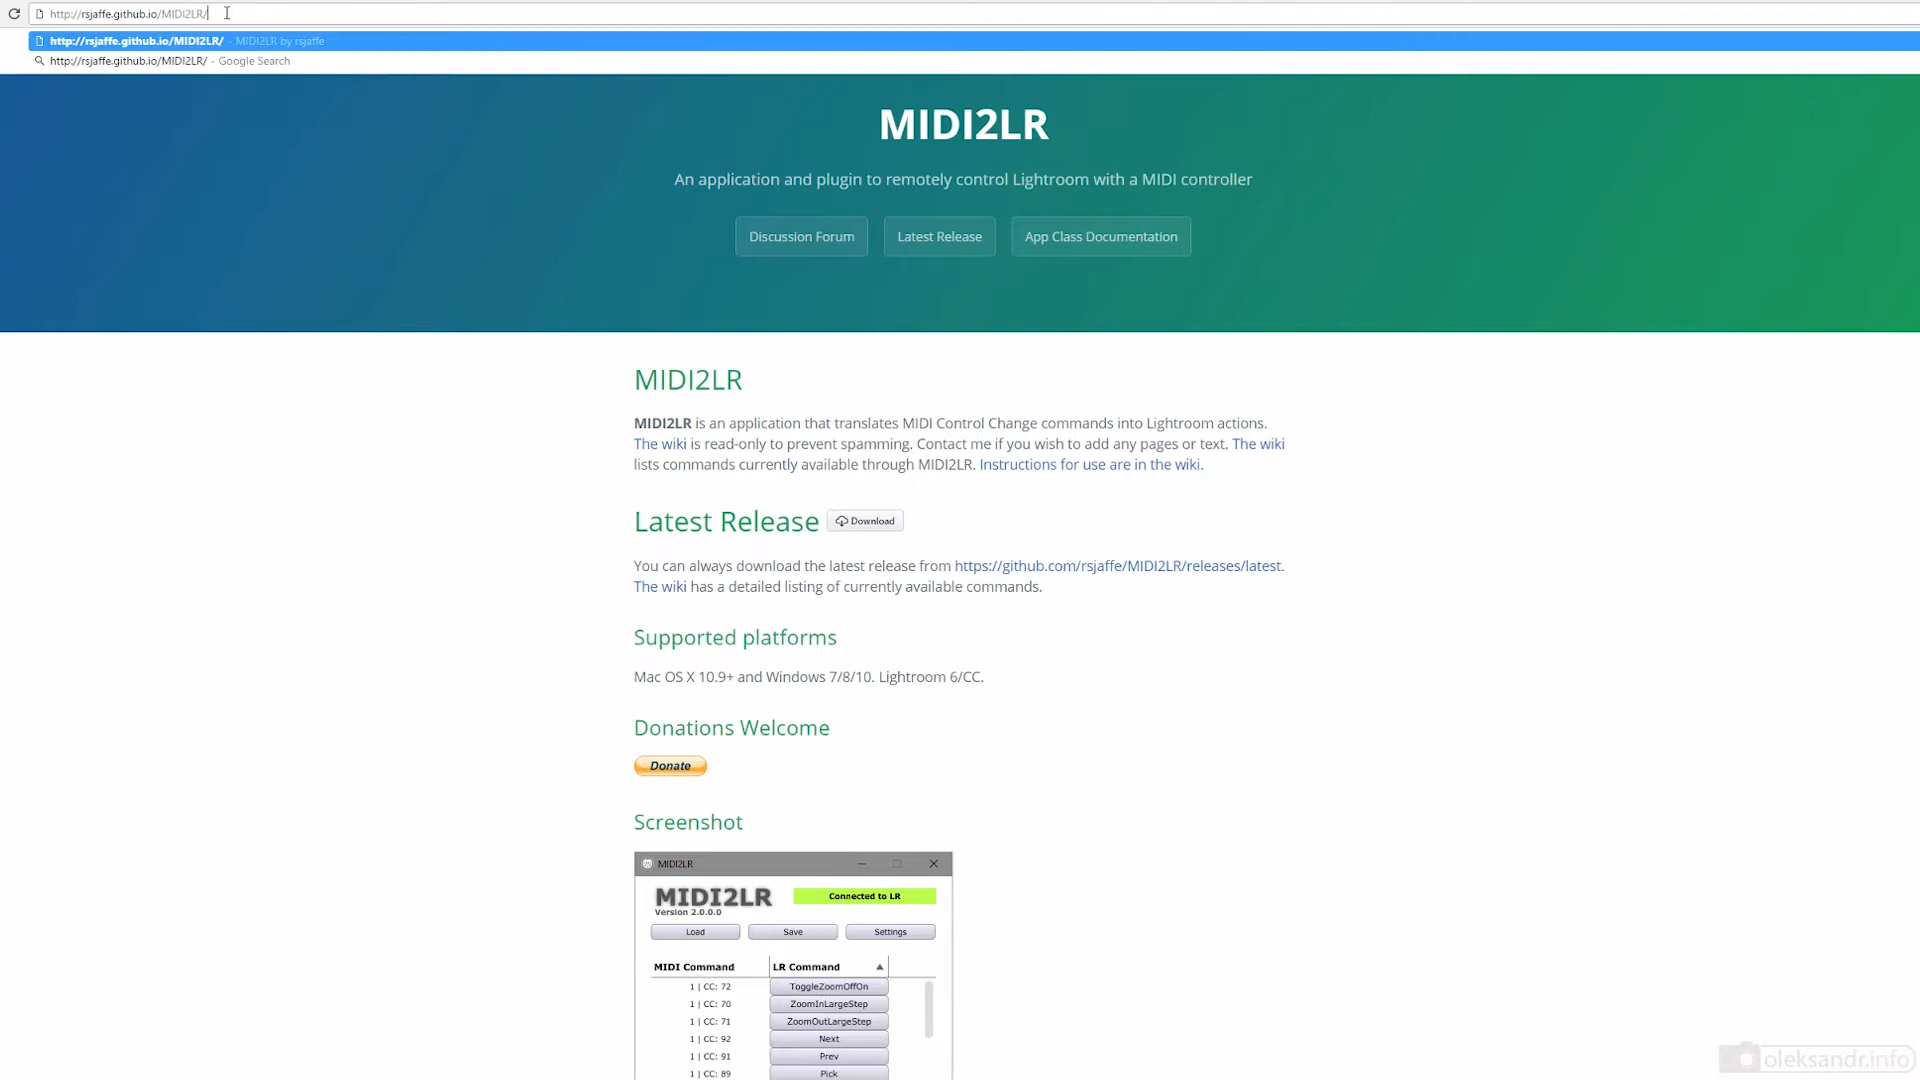 http://rsjaffe.github.io/MIDI2LR/
http://rsjaffe.github.io/MIDI2LR/ - MIDI2LR by rsjaffe
http://rsjaffe.github.io/MIDI2LR/ - Google Search
MIDI2LR
An application and plugin to remotely control Lightroom with a MIDI controller
Discussion Forum
Latest Release
App Class Documentation
MIDI2LR
MIDI2LR is an application that translates MIDI Control Change commands into Lightroom actions.
The wiki is read-only to prevent spamming. Contact me if you wish to add any pages or text. The wiki
lists commands currently available through MIDI2LR. Instructions for use are in the wiki.
Latest Release
Download
You can always download the latest release from https://github.com/rsjaffe/MIDI2LR/releases/latest.
The wiki has a detailed listing of currently available commands.
Supported platforms
Mac OS X 10.9+ and Windows 7/8/10. Lightroom 6/CC.
Donations Welcome
Donate
Screenshot
MIDI2LR
MIDI2LR
Connected to LR
Version 2.0.0.0
Load Save Settings
MIDI Command LR Command
1 | CC: 72 ToggleZoomOffOn
1 | CC: 70 ZoomInLargeStep
1 | CC: 71 ZoomOutLargeStep
1 | CC: 92 Next
1 | CC: 91 Prev
1 | CC: 89 Pick
oleksandr.info